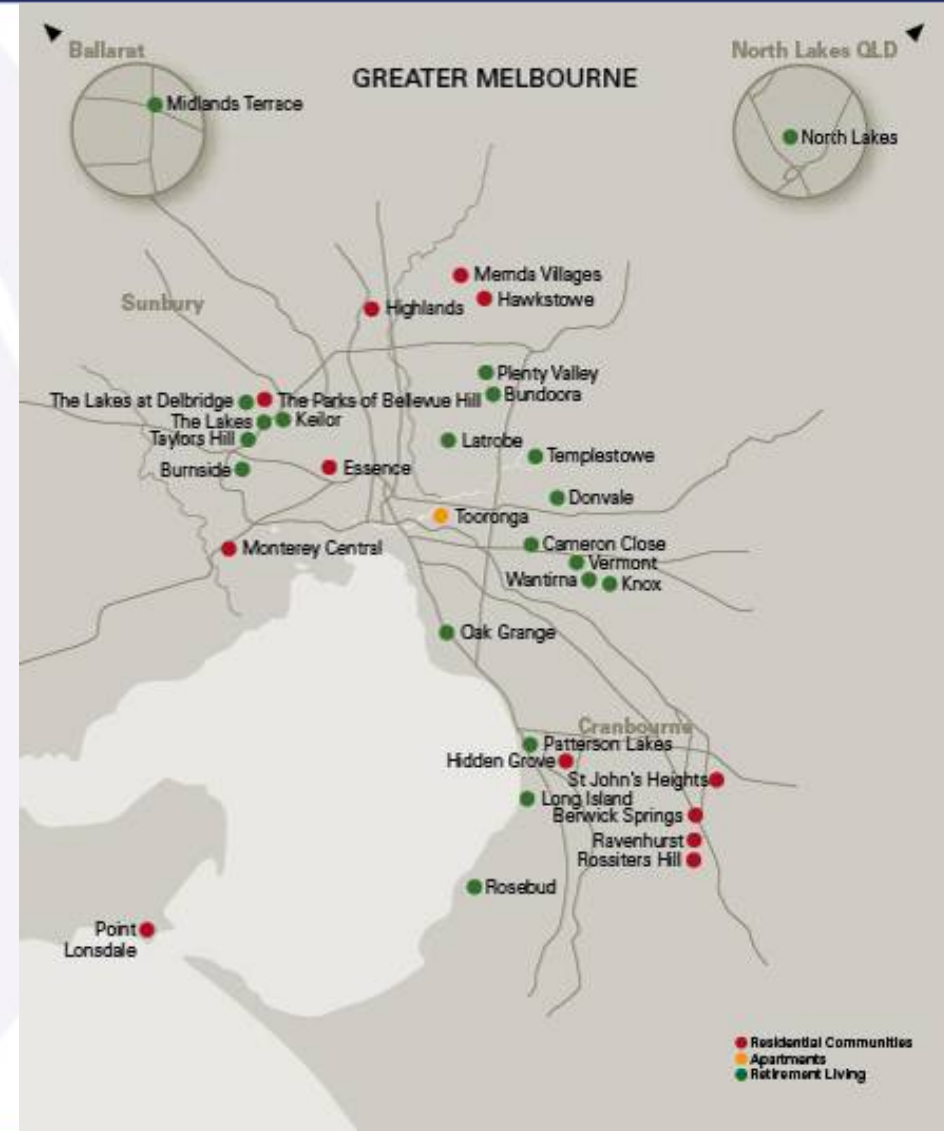 Ballarat
North Lakes QLD
GREATER MELBOURNE
Midlands Terrace
North Lakes
Mernda Villages
Hawkstowe
Sunbury
Highlands
Plenty Valley
The Lakes at Delbridge
The Parks of Bellevue Hill
Bundoora
The Lakes
Keilor
Taylors Hill
Latrobe
Templestowe
Burnside
Essence
Donvale
Tooronga
Monterey Central
Cameron Close
Vermont
Wantirna
Knox
Oak Grange
Cranbourne
Patterson Lakes
Hidden Grove
St John's Heights
Long Island
Berwick Springs
Ravenhurst
Rossiters Hill
Rosebud
Point
Lonsdale
Residential Communities
Apartments
Retirement Living